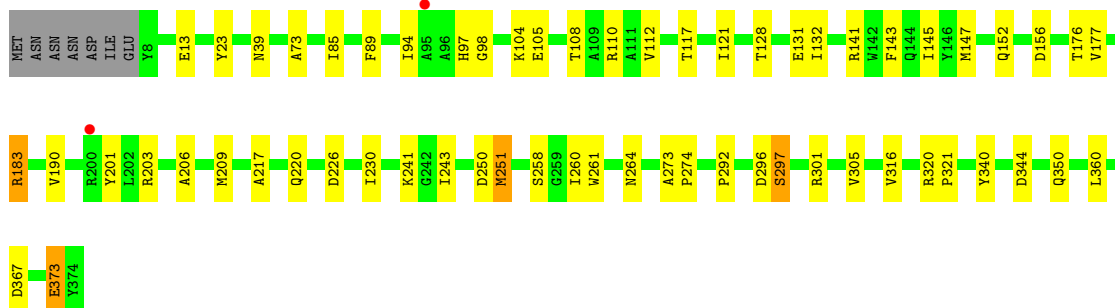 MET ASN ASN ASN ASP ILE GLU Y8 E13 Y23 N39 A73 I85 F89 I94 A95 A96 H97 G98 K104 E105 T108 A109 R110 A111 V112 T117 I121 T128 E131 I132 R141 W142 F143 Q144 I145 Y146 M147 Q152 D156 T176 V177
R183 V190 R200 Y201 L202 R203 A206 M209 A217 Q220 D226 I230 K241 G242 I243 D250 M251 S258 G259 I260 W261 N264 A273 P274 P292 D296 S297 R301 V305 V316 R320 P321 Y340 D344 Q350 L360
D367 E373 Y374